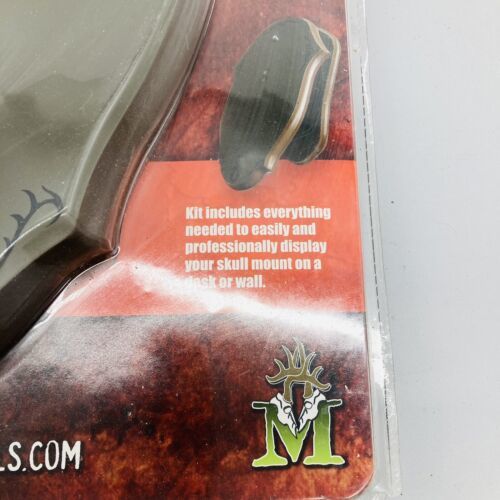 Kit includes everything
needed to easily and
professionally display
your skull mount on a
desk or wall.
M
LS.COM